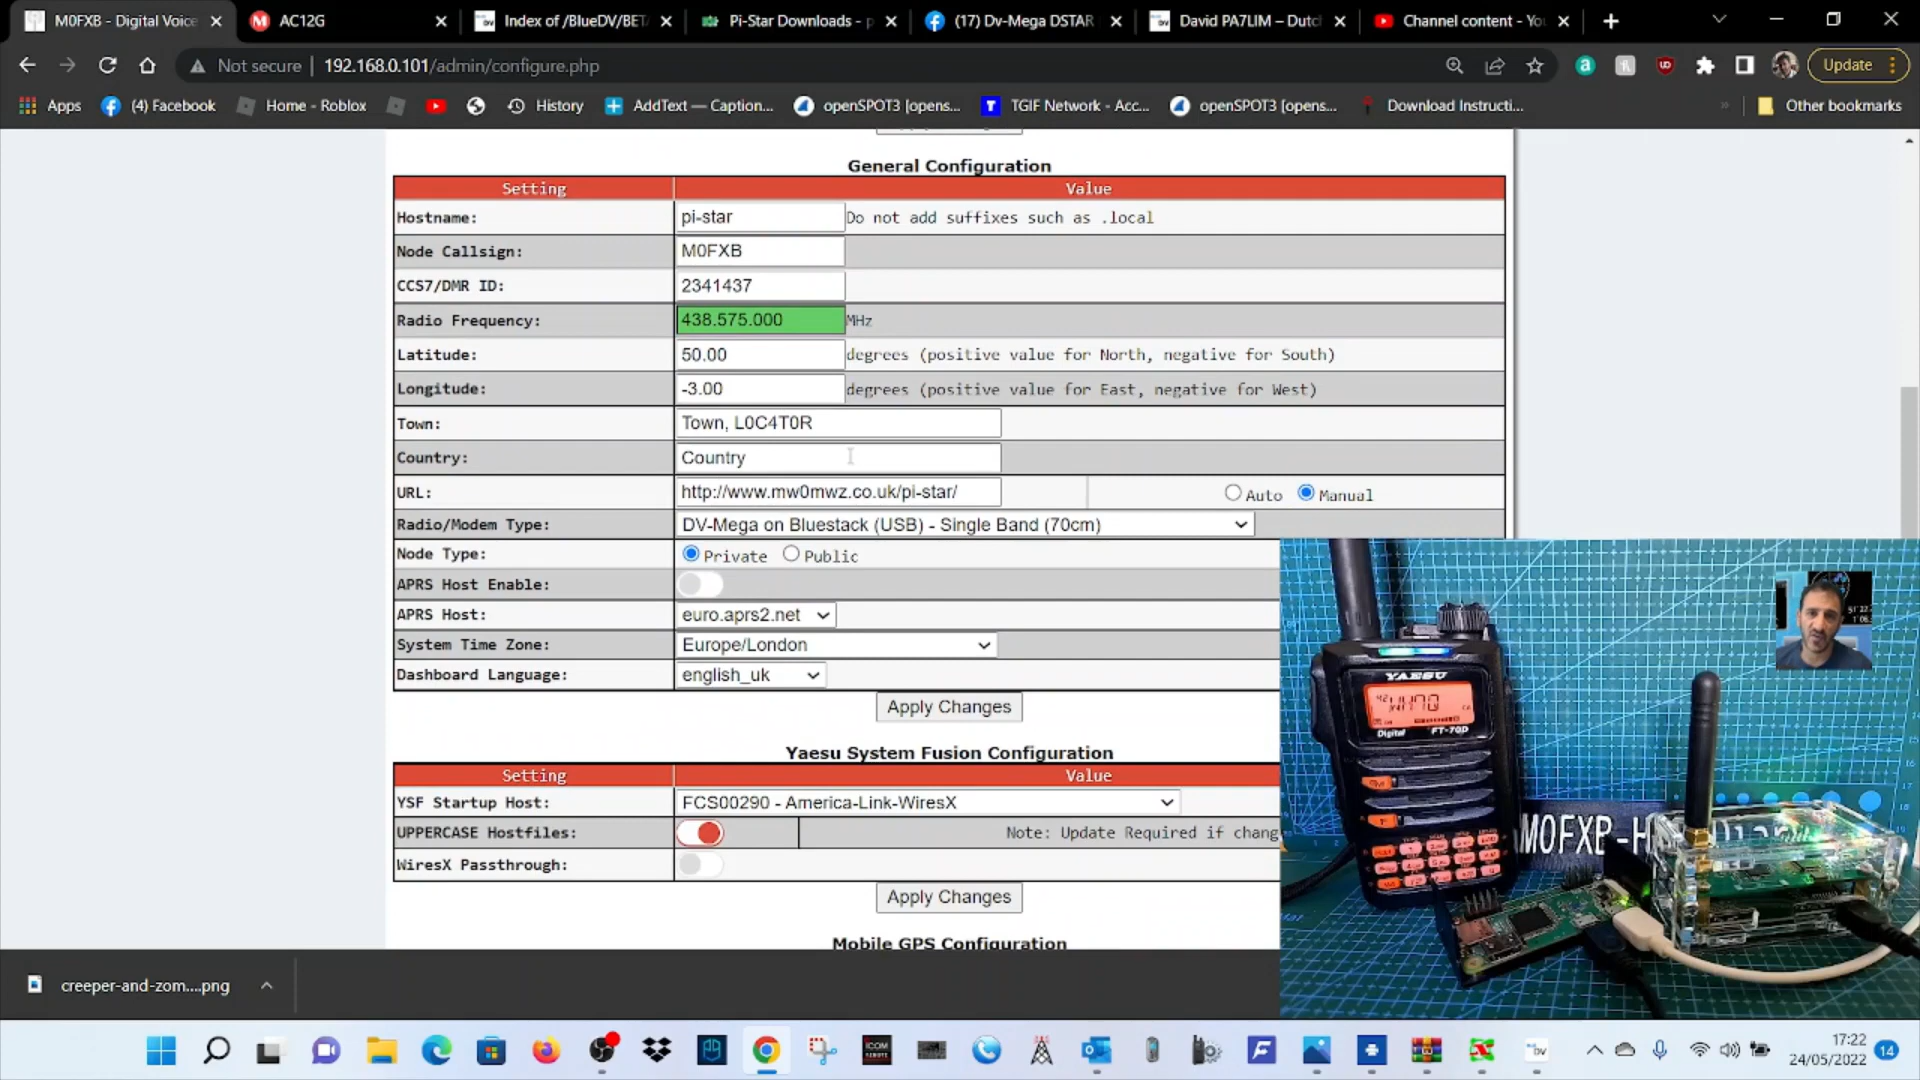 M0FXB - Digital Voice
AC12G
Index of /BlueDV/BET
Pi-Star Downloads - p
(17) Dv-Mega DSTAR
David PA7LIM – Dutch
Channel content - Yo
Not secure
192.168.0.101/admin/configure.php
Update
Apps
(4) Facebook
Home - Roblox
History
AddText — Caption...
openSPOT3 [opens...
TGIF Network - Acc...
openSPOT3 [opens...
Download Instructi...
Other bookmarks
General Configuration
Setting Value
Hostname: pi-star Do not add suffixes such as .local
Node Callsign: M0FXB
CCS7/DMR ID: 2341437
Radio Frequency: 438.575.000 MHz
Latitude: 50.00 degrees (positive value for North, negative for South)
Longitude: -3.00 degrees (positive value for East, negative for West)
Town: Town, L0C4T0R
Country: Country
URL: http://www.mw0mwz.co.uk/pi-star/ Auto Manual
Radio/Modem Type: DV-Mega on Bluestack (USB) - Single Band (70cm)
Node Type: Private Public
APRS Host Enable:
APRS Host: euro.aprs2.net
System Time Zone: Europe/London
Dashboard Language: english_uk
Apply Changes
Yaesu System Fusion Configuration
Setting Value
YSF Startup Host: FCS00290 - America-Link-WiresX
UPPERCASE Hostfiles: Note: Update Required if chang
WiresX Passthrough:
Apply Changes
Mobile GPS Configuration
YAESU
Digital FT-70D
creeper-and-zom....png
17:22
24/05/2022
14